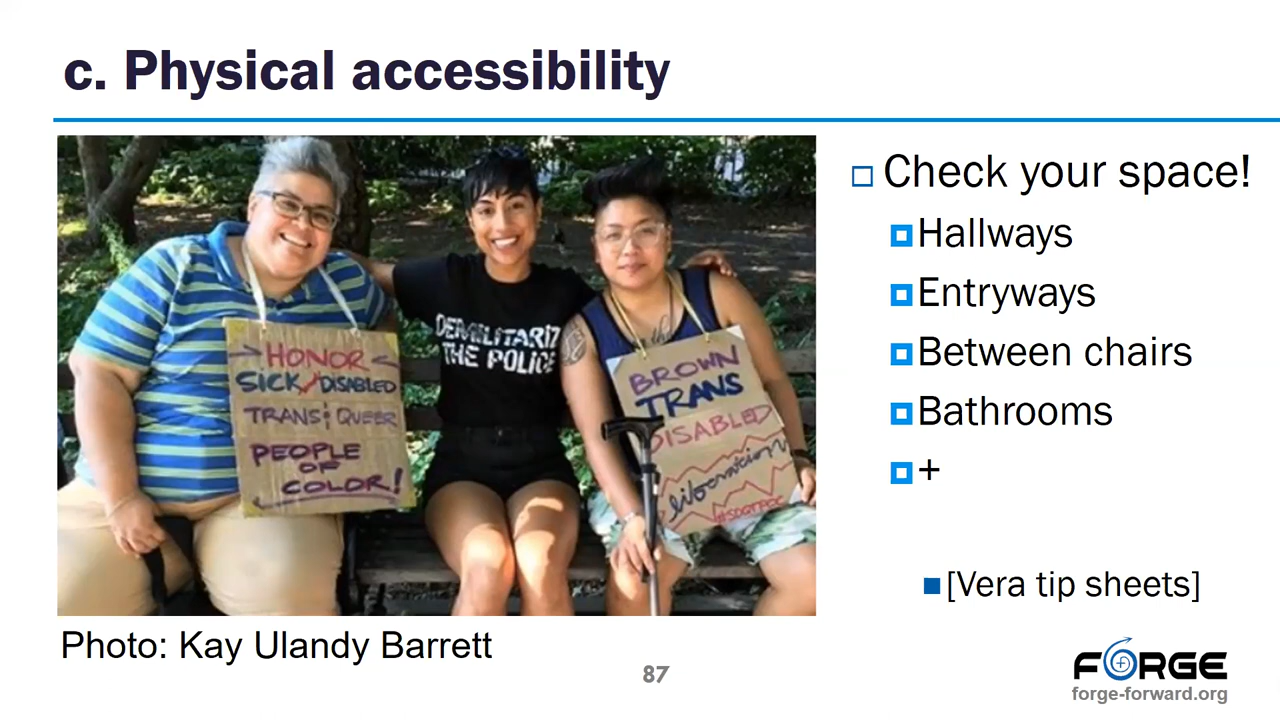 c. Physical accessibility
HONOR
SICK/DISABLED
TRANS & QUEER
PEOPLE
OF
COLOR!
DEMILITARIZ
THE POLICE
BROWN
TRANS
DISABLED
liberation
Photo: Kay Ulandy Barrett
Check your space!
Hallways
Entryways
Between chairs
Bathrooms
+
[Vera tip sheets]
87
FORGE
forge-forward.org